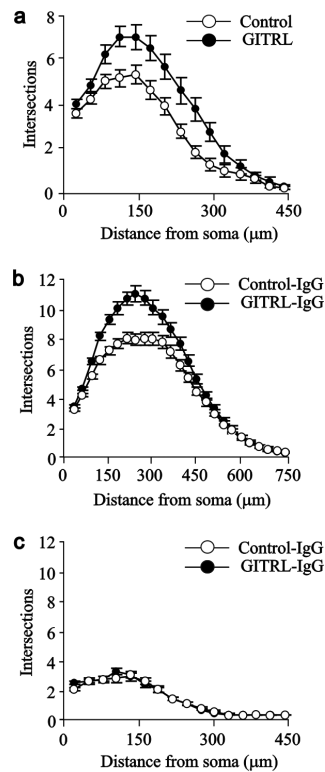 a
8
6
4
2
0
Intersections
Control
GITRL
0 150 300 450
Distance from soma (μm)
b
12
10
8
6
4
2
0
Intersections
Control-IgG
GITRL-IgG
0 150 300 450 600 750
Distance from soma (μm)
c
12
10
8
6
4
2
0
Intersections
Control-IgG
GITRL-IgG
0 150 300 450
Distance from soma (μm)